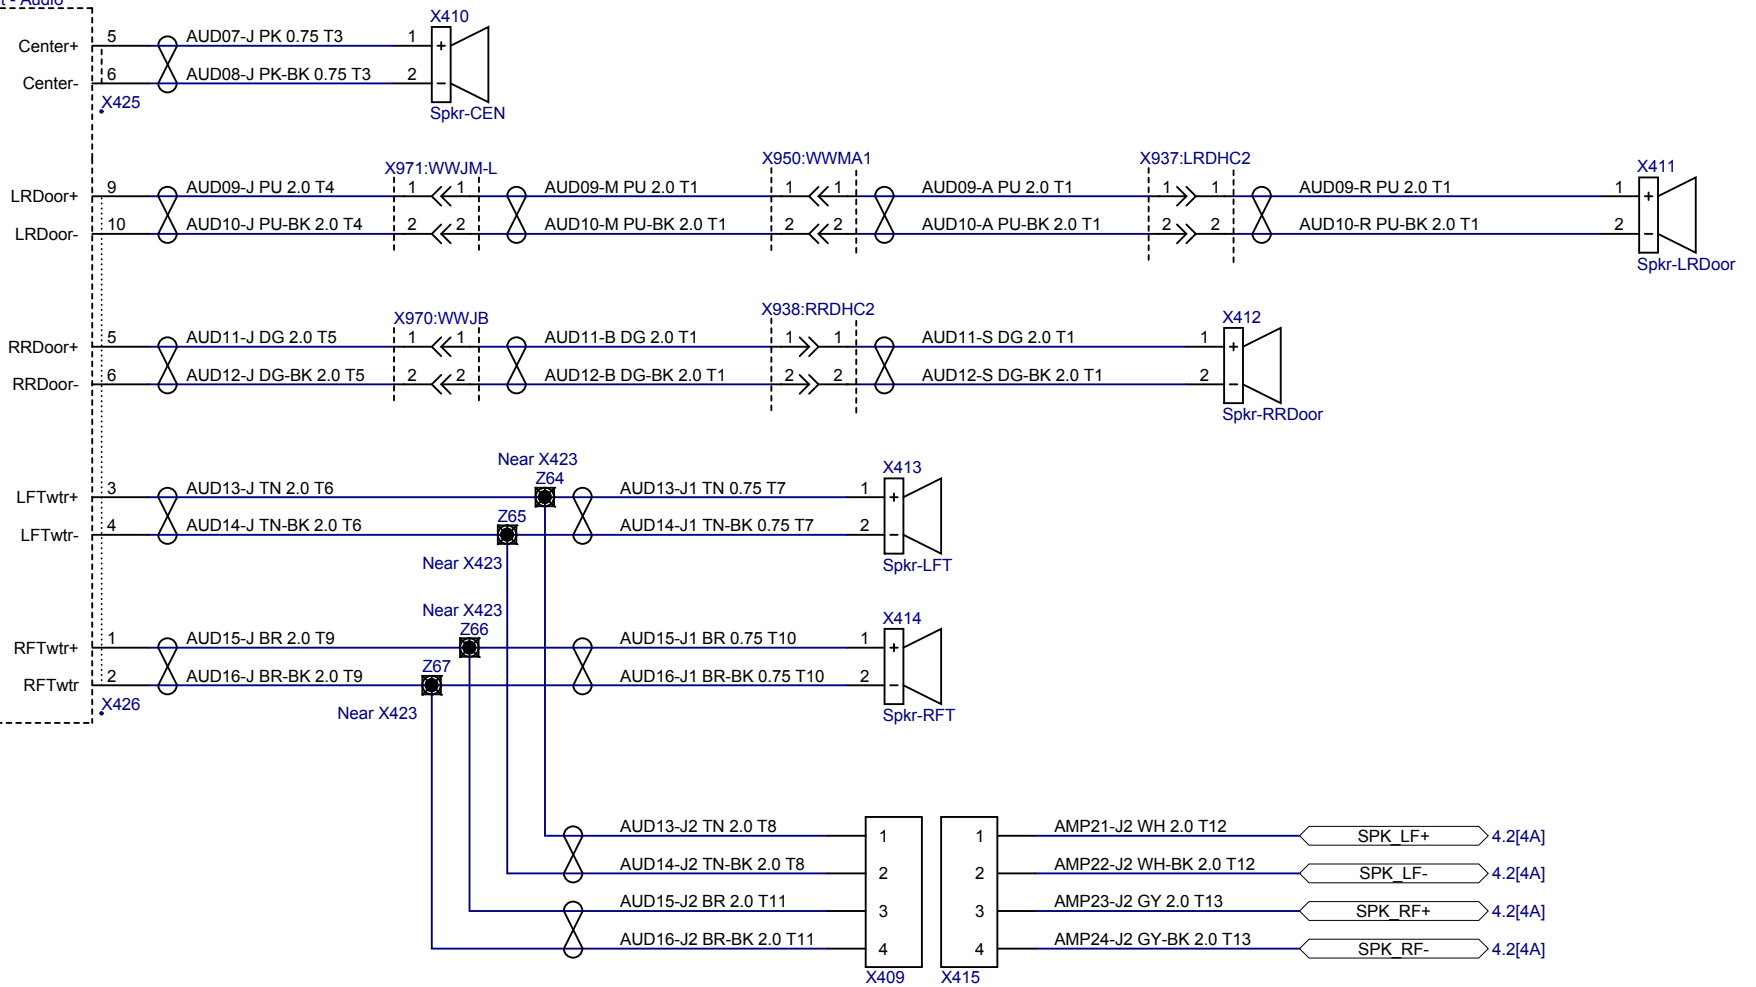 t - Audio
Center+ 5 AUD07-J PK 0.75 T3 1 + X410
Center- 6 AUD08-J PK-BK 0.75 T3 2 −
X425
Spkr-CEN
X971:WWJM-L X950:WWMA1 X937:LRDHC2 X411
LRDoor+ 9 AUD09-J PU 2.0 T4 1 1 AUD09-M PU 2.0 T1 1 1 AUD09-A PU 2.0 T1 1 1 AUD09-R PU 2.0 T1 1 +
LRDoor- 10 AUD10-J PU-BK 2.0 T4 2 2 AUD10-M PU-BK 2.0 T1 2 2 AUD10-A PU-BK 2.0 T1 2 2 AUD10-R PU-BK 2.0 T1 2 −
Spkr-LRDoor
X970:WWJB X938:RRDHC2 X412
RRDoor+ 5 AUD11-J DG 2.0 T5 1 1 AUD11-B DG 2.0 T1 1 1 AUD11-S DG 2.0 T1 1 +
RRDoor- 6 AUD12-J DG-BK 2.0 T5 2 2 AUD12-B DG-BK 2.0 T1 2 2 AUD12-S DG-BK 2.0 T1 2 −
Spkr-RRDoor
Near X423
Z64 X413
LFTwtr+ 3 AUD13-J TN 2.0 T6 AUD13-J1 TN 0.75 T7 1 +
Z65
LFTwtr- 4 AUD14-J TN-BK 2.0 T6 AUD14-J1 TN-BK 0.75 T7 2 −
Near X423 Spkr-LFT
Near X423
Z66 X414
RFTwtr+ 1 AUD15-J BR 2.0 T9 AUD15-J1 BR 0.75 T10 1 +
Z67
RFTwtr 2 AUD16-J BR-BK 2.0 T9 AUD16-J1 BR-BK 0.75 T10 2 −
X426
Near X423 Spkr-RFT
AUD13-J2 TN 2.0 T8 1 1 AMP21-J2 WH 2.0 T12 SPK_LF+ 4.2[4A]
AUD14-J2 TN-BK 2.0 T8 2 2 AMP22-J2 WH-BK 2.0 T12 SPK_LF- 4.2[4A]
AUD15-J2 BR 2.0 T11 3 3 AMP23-J2 GY 2.0 T13 SPK_RF+ 4.2[4A]
AUD16-J2 BR-BK 2.0 T11 4 4 AMP24-J2 GY-BK 2.0 T13 SPK_RF- 4.2[4A]
X409 X415